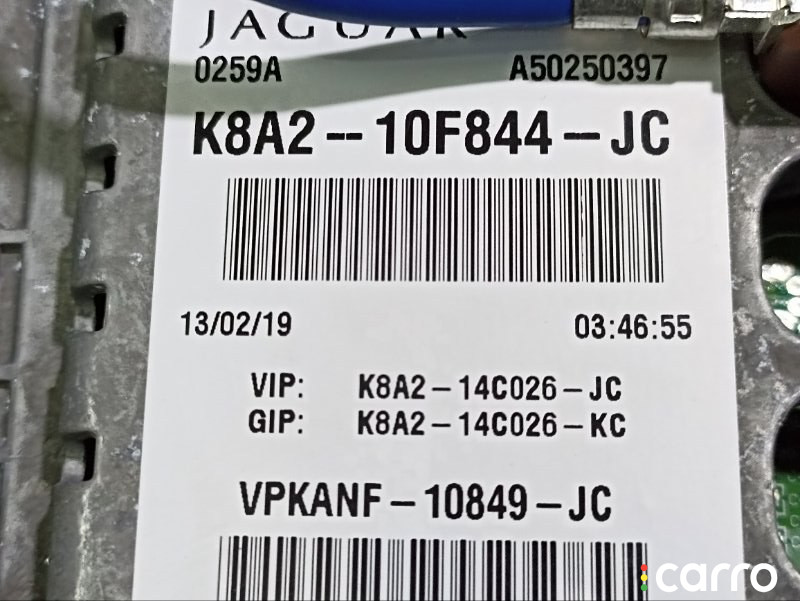 JAGUAR
0259A A50250397
K8A2--10F844-JC
13/02/19 03:46:55
VIP: K8A2-14C026-JC
GIP: K8A2-14C026-KC
VPKANF-10849-JC
carro